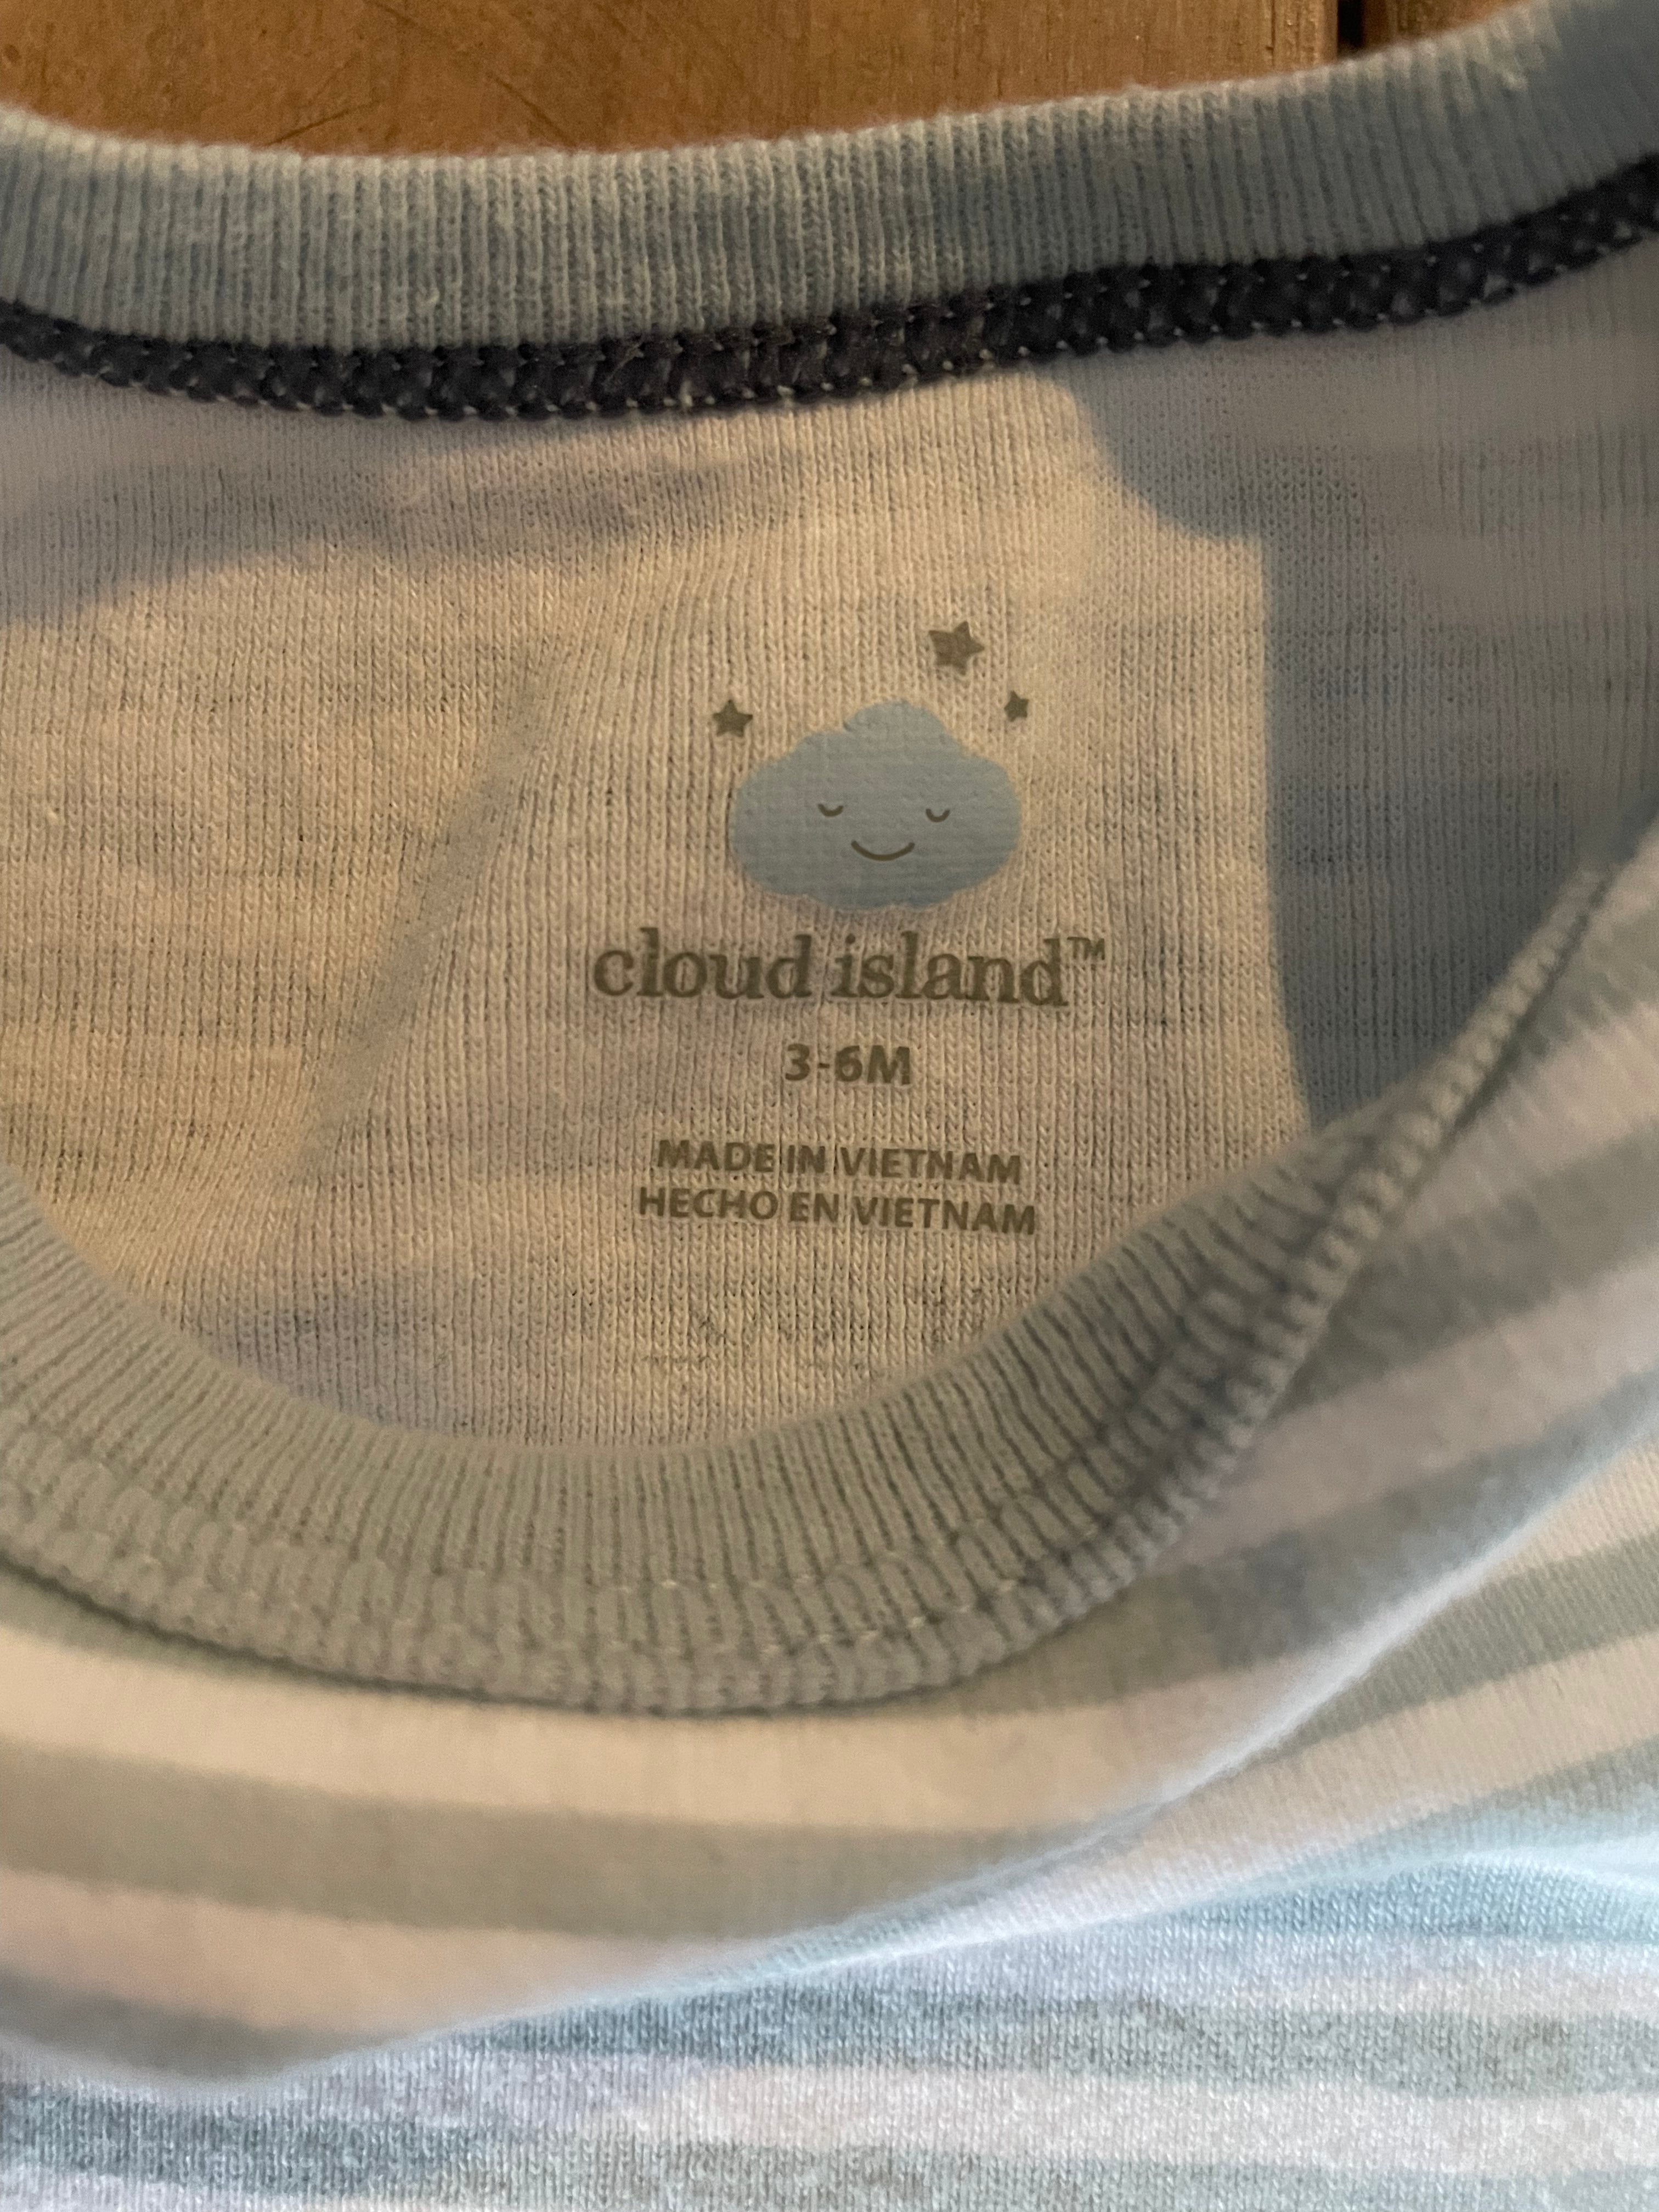 cloud island™
3-6M
MADE IN VIETNAM
HECHO EN VIETNAM